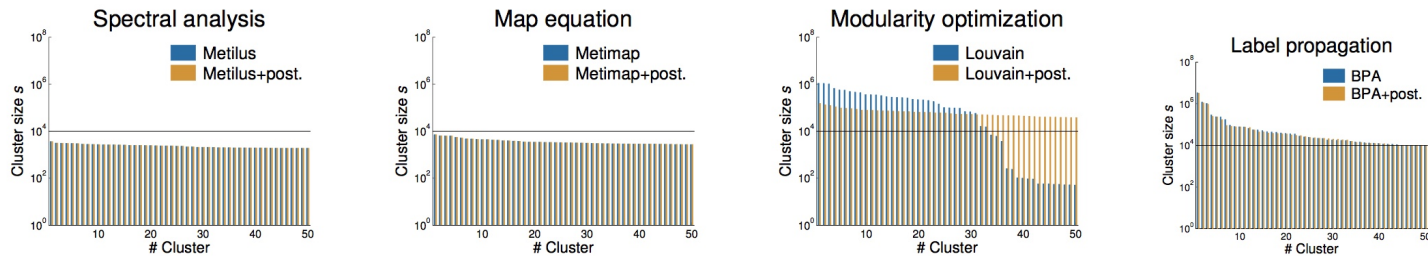 Spectral analysis
Metilus
Metilus+post.
Cluster size s
10^8
10^6
10^4
10^2
10^0
10 20 30 40 50
# Cluster
Map equation
Metimap
Metimap+post.
Cluster size s
10^8
10^6
10^4
10^2
10^0
10 20 30 40 50
# Cluster
Modularity optimization
Louvain
Louvain+post.
Cluster size s
10^8
10^6
10^4
10^2
10^0
10 20 30 40 50
# Cluster
Label propagation
BPA
BPA+post.
Cluster size s
10^8
10^6
10^4
10^2
10^0
10 20 30 40 50
# Cluster